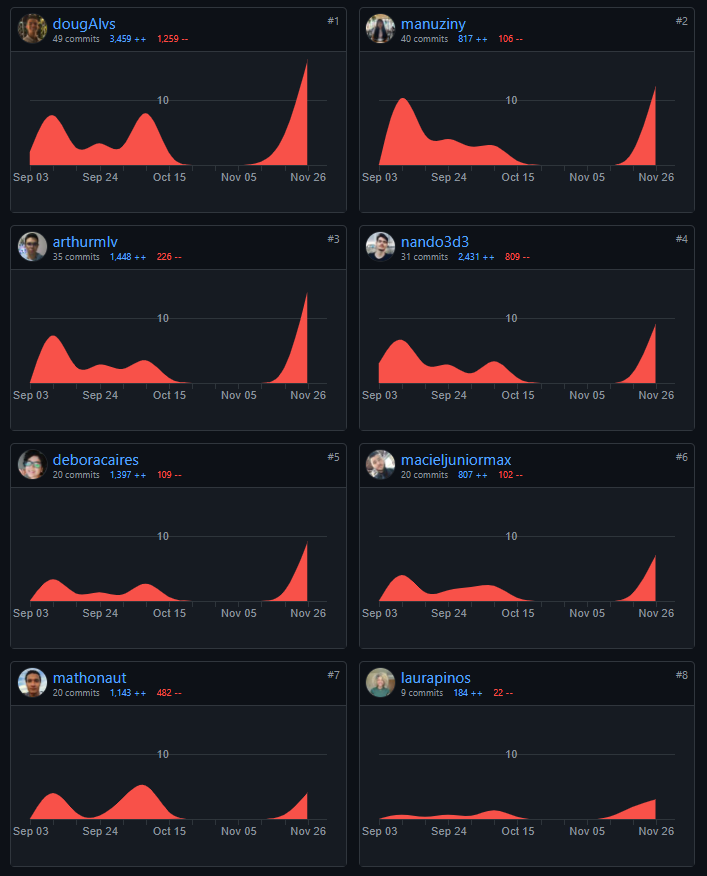 dougAlvs #1
49 commits 3,459 ++ 1,259 --
10
Sep 03 Sep 24 Oct 15 Nov 05 Nov 26
manuziny #2
40 commits 817 ++ 106 --
10
Sep 03 Sep 24 Oct 15 Nov 05 Nov 26
arthurmlv #3
35 commits 1,448 ++ 226 --
10
Sep 03 Sep 24 Oct 15 Nov 05 Nov 26
nando3d3 #4
31 commits 2,431 ++ 809 --
10
Sep 03 Sep 24 Oct 15 Nov 05 Nov 26
deboracaires #5
20 commits 1,397 ++ 109 --
10
Sep 03 Sep 24 Oct 15 Nov 05 Nov 26
macieljuniormax #6
20 commits 807 ++ 102 --
10
Sep 03 Sep 24 Oct 15 Nov 05 Nov 26
mathonaut #7
20 commits 1,143 ++ 482 --
10
Sep 03 Sep 24 Oct 15 Nov 05 Nov 26
laurapinos #8
9 commits 184 ++ 22 --
10
Sep 03 Sep 24 Oct 15 Nov 05 Nov 26